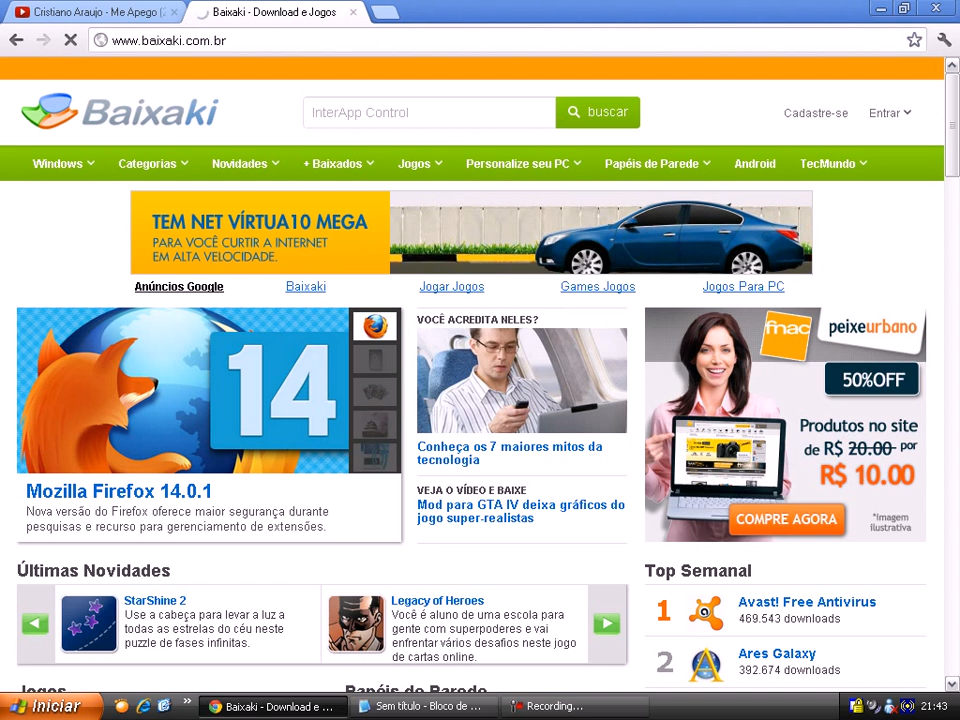 Cristiano Araujo - Me Apego [
Baixaki - Download e Jogos
www.baixaki.com.br
Baixaki
InterApp Control
buscar
Cadastre-se
Entrar
Windows
Categorias
Novidades
+ Baixados
Jogos
Personalize seu PC
Papéis de Parede
Android
TecMundo
TEM NET VÍRTUA10 MEGA
PARA VOCÊ CURTIR A INTERNET
EM ALTA VELOCIDADE.
Anúncios Google
Baixaki
Jogar Jogos
Games Jogos
Jogos Para PC
14
Mozilla Firefox 14.0.1
Nova versão do Firefox oferece maior segurança durante
pesquisas e recurso para gerenciamento de extensões.
VOCÊ ACREDITA NELES?
Conheça os 7 maiores mitos da
tecnologia
VEJA O VÍDEO E BAIXE
Mod para GTA IV deixa gráficos do
jogo super-realistas
fnac
peixeurbano
50%OFF
Produtos no site
de R$ 20.00 por
R$ 10.00
COMPRE AGORA
*imagem
ilustrativa
Últimas Novidades
StarShine 2
Use a cabeça para levar a luz a
todas as estrelas do céu neste
puzzle de fases infinitas.
Legacy of Heroes
Você é aluno de uma escola para
gente com superpoderes e vai
enfrentar vários desafios neste jogo
de cartas online.
Top Semanal
1
Avast! Free Antivirus
469.543 downloads
2
Ares Galaxy
392.674 downloads
Jogos
Papéis de Parede
Iniciar
Baixaki - Download e ...
Sem título - Bloco de ...
Recording...
21:43